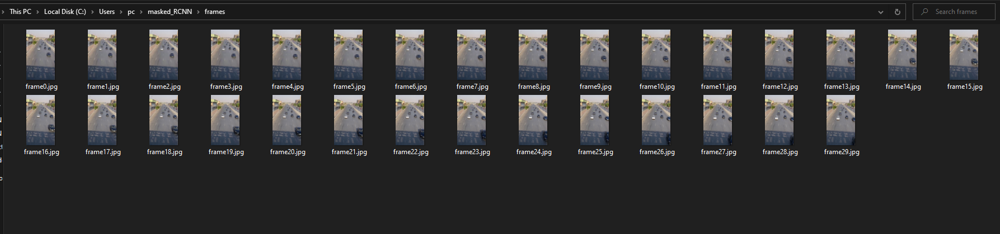 This PC > Local Disk (C:) > Users > pc > masked_RCNN > frames
Search frames
frame0.jpg frame1.jpg frame2.jpg frame3.jpg frame4.jpg frame5.jpg frame6.jpg frame7.jpg frame8.jpg frame9.jpg frame10.jpg frame11.jpg frame12.jpg frame13.jpg frame14.jpg frame15.jpg
frame16.jpg frame17.jpg frame18.jpg frame19.jpg frame20.jpg frame21.jpg frame22.jpg frame23.jpg frame24.jpg frame25.jpg frame26.jpg frame27.jpg frame28.jpg frame29.jpg